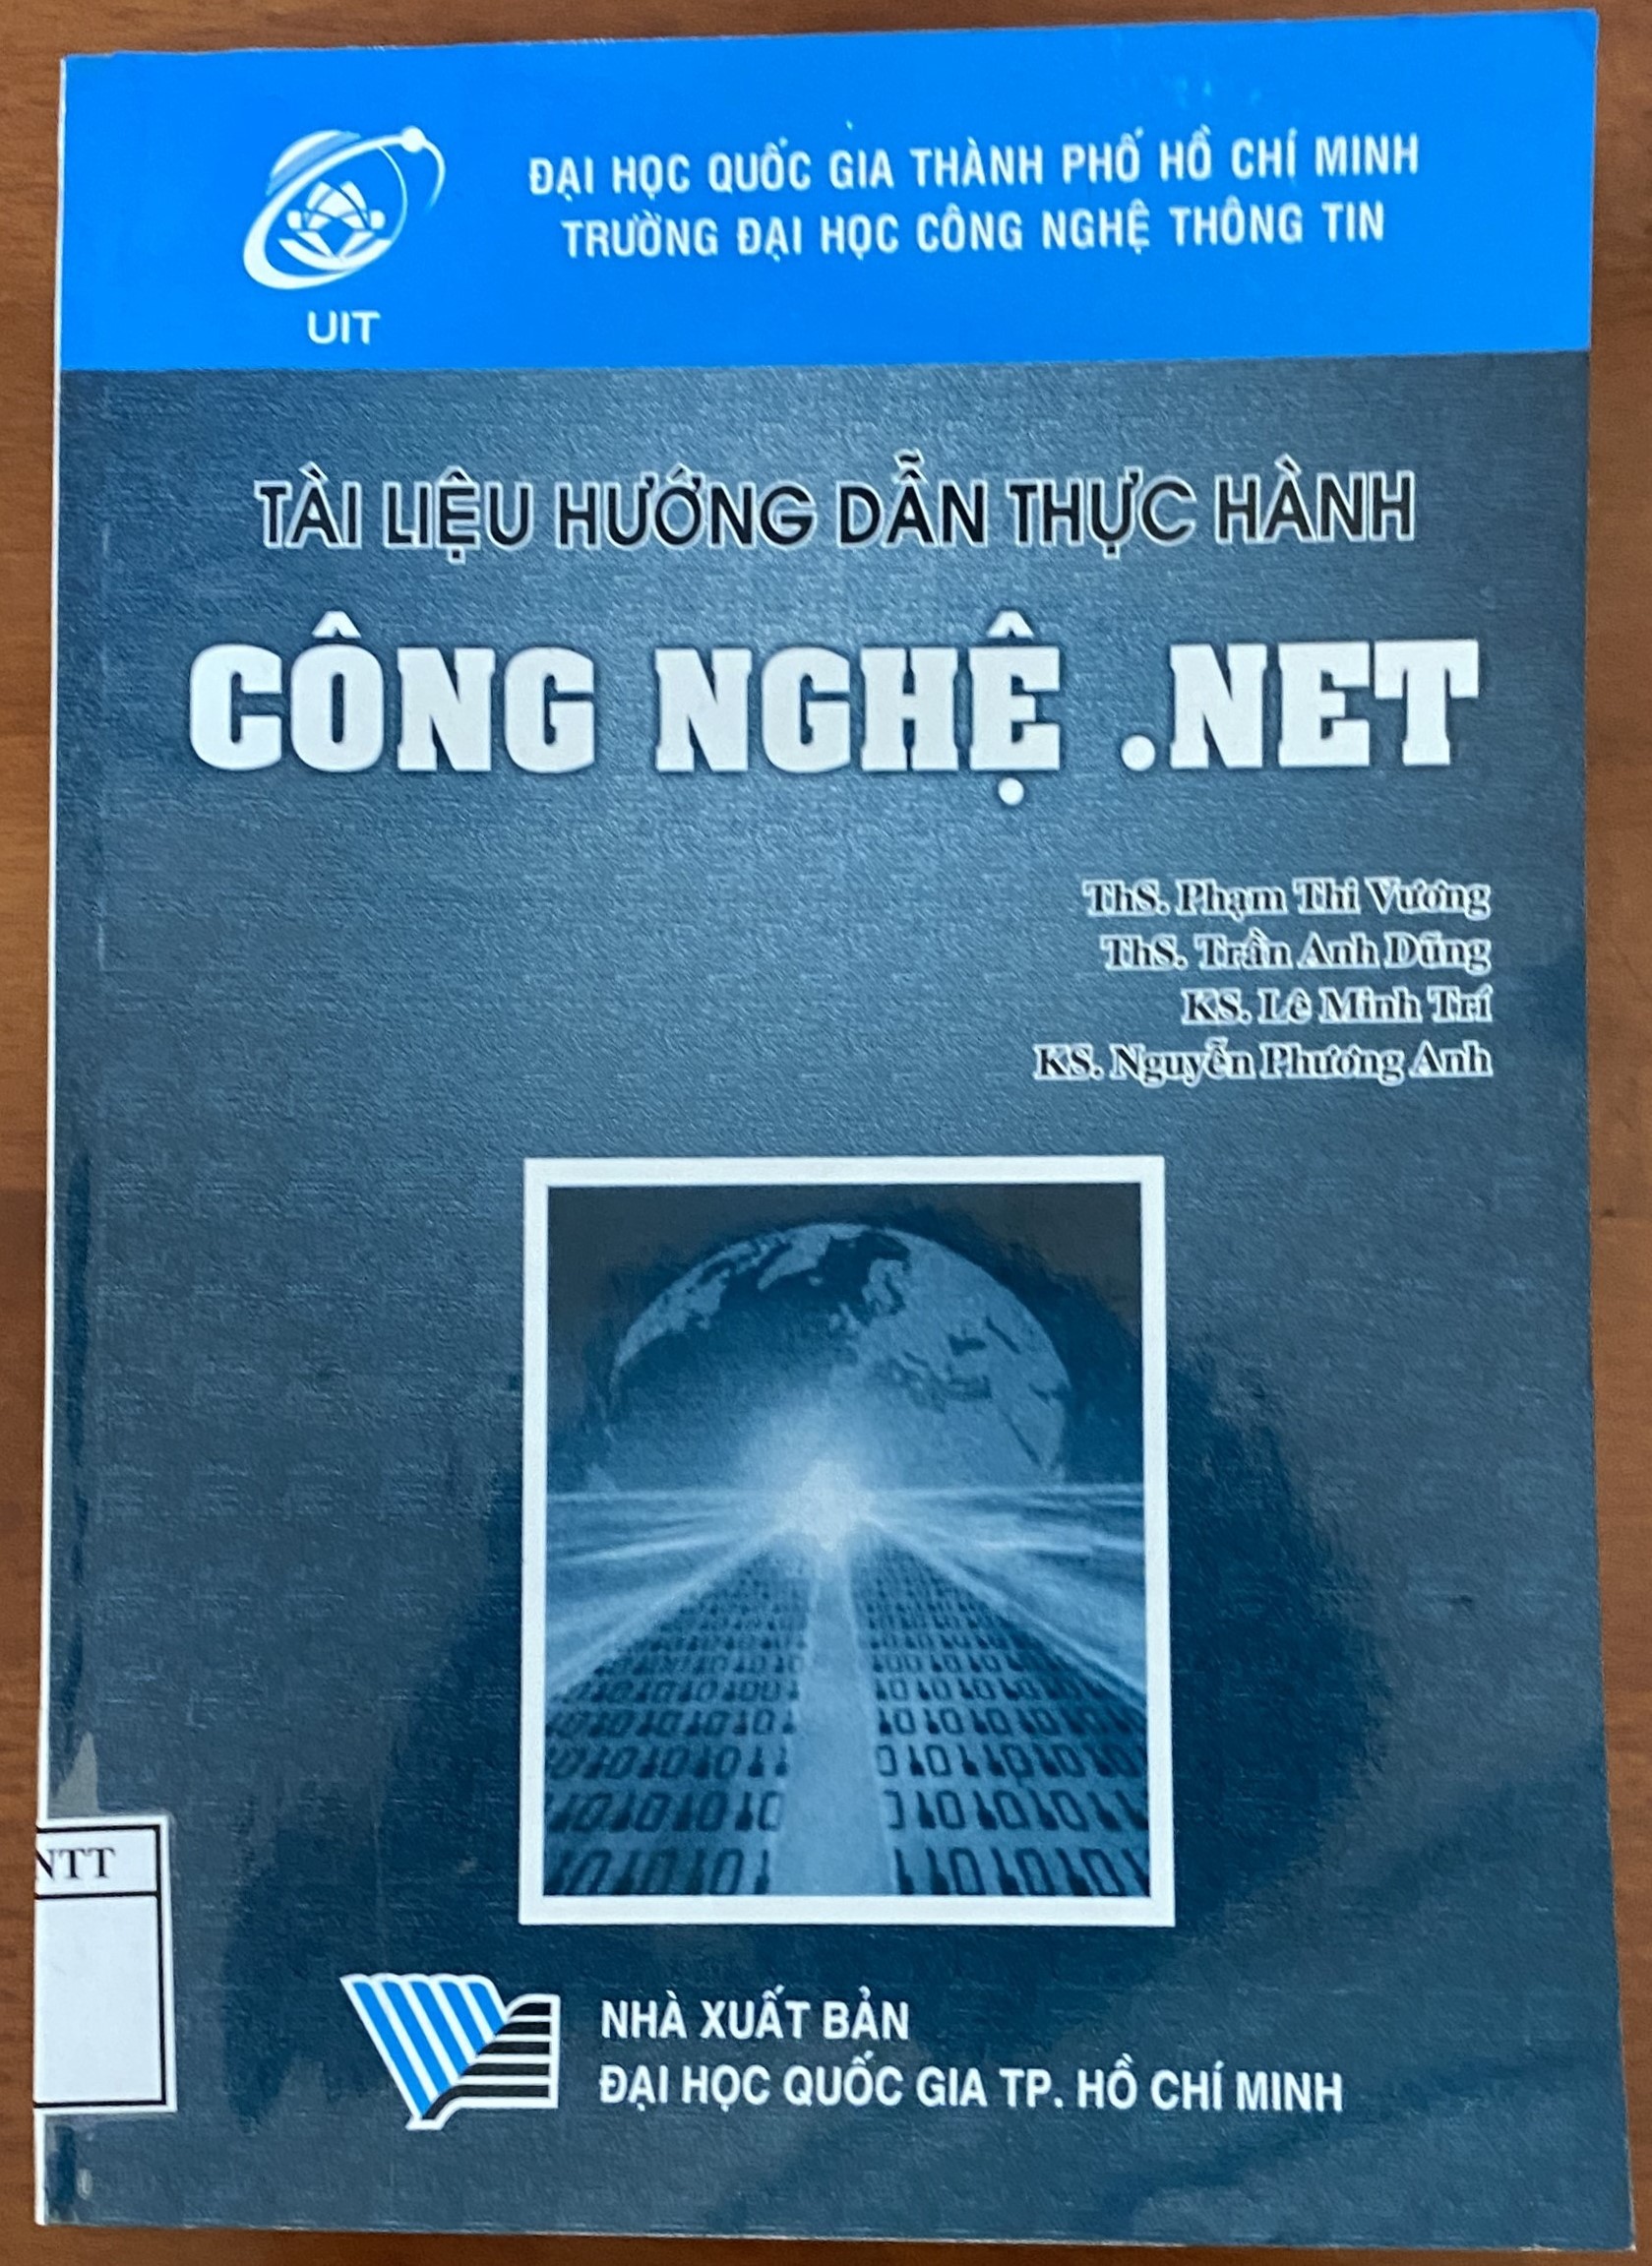 ĐẠI HỌC QUỐC GIA THÀNH PHỐ HỒ CHÍ MINH
TRƯỜNG ĐẠI HỌC CÔNG NGHỆ THÔNG TIN
UIT
TÀI LIỆU HƯỚNG DẪN THỰC HÀNH
CÔNG NGHỆ .NET
ThS. Phạm Thi Vương
ThS. Trần Anh Dũng
KS. Lê Minh Trí
KS. Nguyễn Phương Anh
NTT
NHÀ XUẤT BẢN
ĐẠI HỌC QUỐC GIA TP. HỒ CHÍ MINH